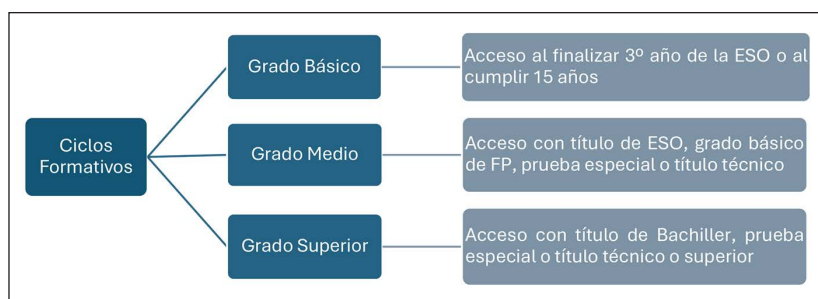 Ciclos
Formativos
Grado Básico
Acceso al finalizar 3º año de la ESO o al
cumplir 15 años
Grado Medio
Acceso con título de ESO, grado básico
de FP, prueba especial o título técnico
Grado Superior
Acceso con título de Bachiller, prueba
especial o título técnico o superior